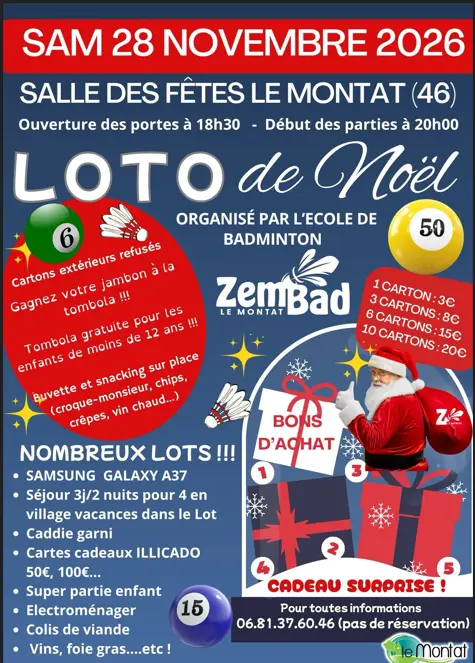 SAM 28 NOVEMBRE 2026
SALLE DES FÊTES LE MONTAT (46)
Ouverture des portes à 18h30 - Début des parties à 20h00
LOTO de Noël
ORGANISÉ PAR L'ECOLE DE
BADMINTON
6
50
ZemBad
LE MONTAT
Cartons extérieurs refusés
Gagnez votre jambon à la
tombola !!!
Tombola gratuite pour les
enfants de moins de 12 ans !!!
Buvette et snacking sur place
(croque-monsieur, chips,
crêpes, vin chaud...)
1 CARTON : 3€
3 CARTONS : 8€
6 CARTONS : 15€
10 CARTONS : 20€
BONS
D'ACHAT
1
3
2
4
5
CADEAU SURPRISE !
NOMBREUX LOTS !!!
• SAMSUNG GALAXY A37
• Séjour 3j/2 nuits pour 4 en
village vacances dans le Lot
• Caddie garni
• Cartes cadeaux ILLICADO
50€, 100€...
• Super partie enfant
• Electroménager
• Colis de viande
• Vins, foie gras....etc !
15
Pour toutes informations
06.81.37.60.46 (pas de réservation)
le Montat